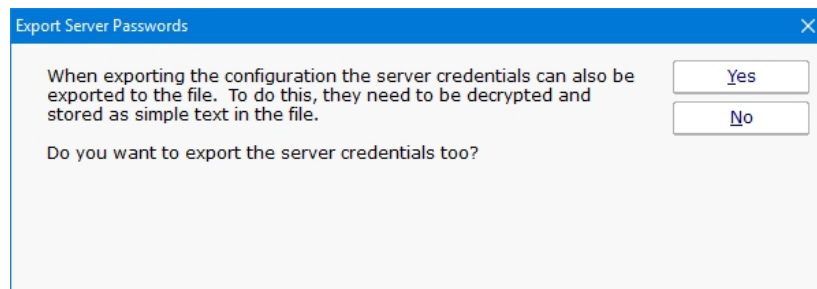 Export Server Passwords
When exporting the configuration the server credentials can also be
exported to the file.  To do this, they need to be decrypted and
stored as simple text in the file.
Do you want to export the server credentials too?
Yes
No